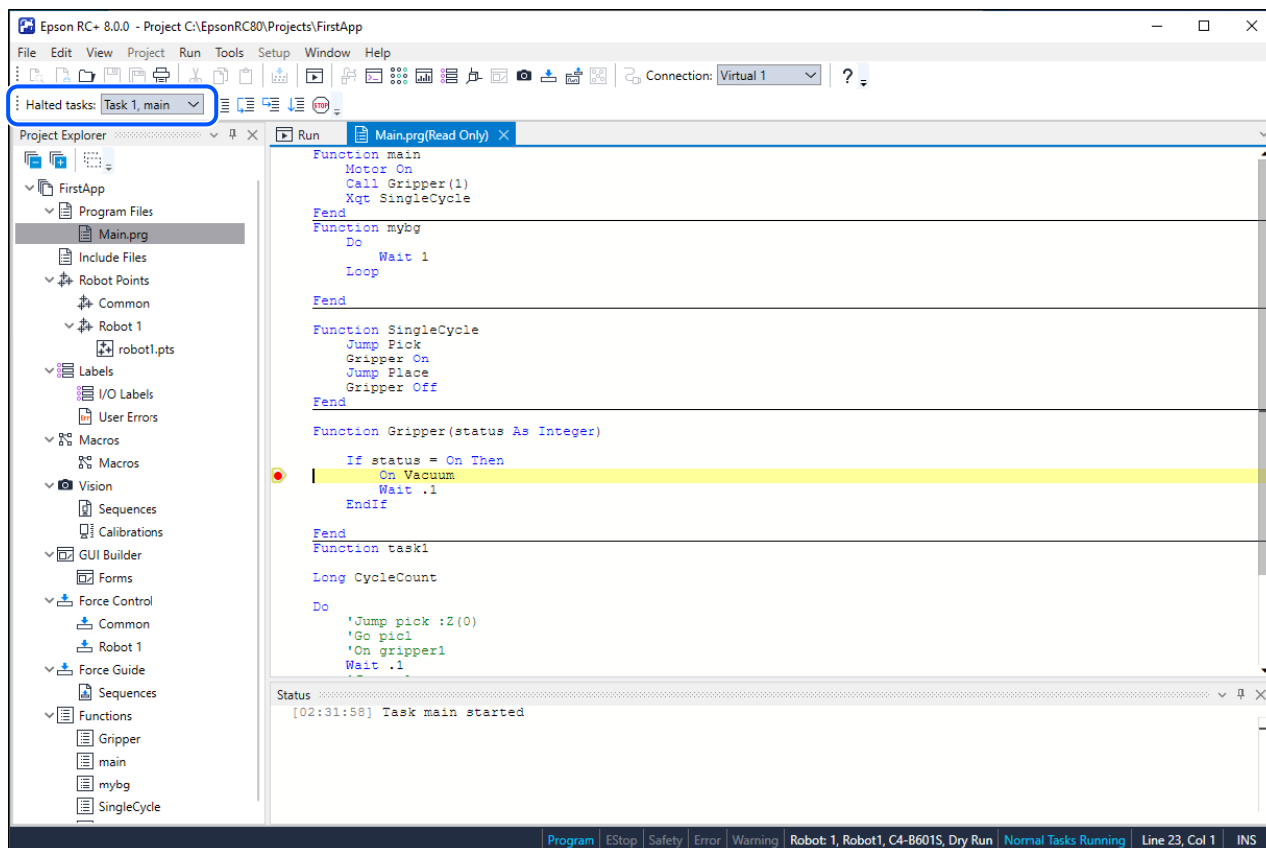 Epson RC+ 8.0.0 - Project C:\EpsonRC80\Projects\FirstApp
File Edit View Project Run Tools Setup Window Help
Connection: Virtual 1 ?
Halted tasks: Task 1, main STOP
Project Explorer
Run
Main.prg(Read Only)
FirstApp
Program Files
Main.prg
Include Files
Robot Points
Common
Robot 1
robot1.pts
Labels
I/O Labels
User Errors
Macros
Macros
Vision
Sequences
Calibrations
GUI Builder
Forms
Force Control
Common
Robot 1
Force Guide
Sequences
Functions
Gripper
main
mybg
SingleCycle
Function main
Motor On
Call Gripper(1)
Xqt SingleCycle
Fend
Function mybg
Do
Wait 1
Loop
Fend
Function SingleCycle
Jump Pick
Gripper On
Jump Place
Gripper Off
Fend
Function Gripper(status As Integer)
If status = On Then
On Vacuum
Wait .1
EndIf
Fend
Function task1
Long CycleCount
Do
'Jump pick :Z(0)
'Go pic1
'On gripper1
Wait .1
Status
[02:31:58] Task main started
Program EStop Safety Error Warning Robot: 1, Robot1, C4-B601S, Dry Run Normal Tasks Running Line 23, Col 1 INS